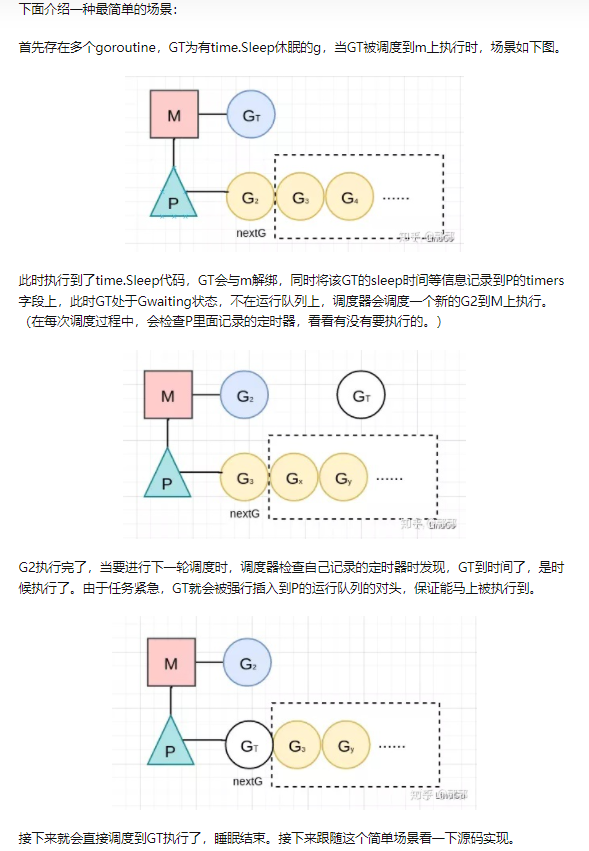 下面介绍一种最简单的场景：
首先存在多个goroutine，GT为有time.Sleep休眠的g，当GT被调度到m上执行时，场景如下图。
M
GT
P
G2
G3
G4
······
nextG
知乎
此时执行到了time.Sleep代码，GT会与m解绑，同时将该GT的sleep时间等信息记录到P的timers
字段上，此时GT处于Gwaiting状态，不在运行队列上，调度器会调度一个新的G2到M上执行。
（在每次调度过程中，会检查P里面记录的定时器，看看有没有要执行的。）
M
G2
GT
P
G3
Gx
Gy
······
nextG
知乎
G2执行完了，当要进行下一轮调度时，调度器检查自己记录的定时器时发现，GT到时间了，是时
候执行了。由于任务紧急，GT就会被强行插入到P的运行队列的对头，保证能马上被执行到。
M
G2
P
GT
G3
Gy
······
nextG
知乎
接下来就会直接调度到GT执行了，睡眠结束。接下来跟随这个简单场景看一下源码实现。